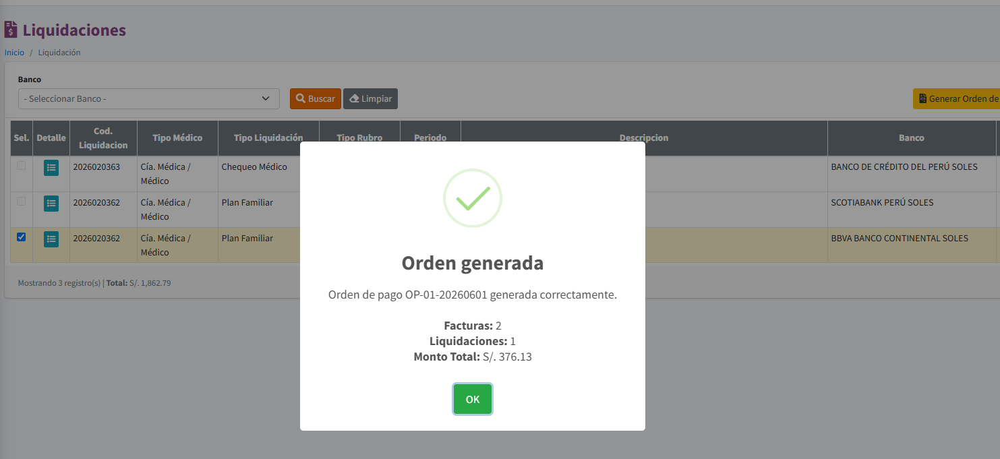 Liquidaciones
Inicio / Liquidación
Banco
- Seleccionar Banco -
Buscar
Limpiar
Generar Orden de
Sel.
Detalle
Cod. Liquidacion
Tipo Médico
Tipo Liquidación
Tipo Rubro
Periodo
Descripcion
Banco
2026020363
Cía. Médica / Médico
Chequeo Médico
BANCO DE CRÉDITO DEL PERÚ SOLES
2026020362
Cía. Médica / Médico
Plan Familiar
SCOTIABANK PERÚ SOLES
2026020362
Cía. Médica / Médico
Plan Familiar
BBVA BANCO CONTINENTAL SOLES
Mostrando 3 registro(s) | Total: S/. 1,862.79
Orden generada
Orden de pago OP-01-20260601 generada correctamente.
Facturas: 2
Liquidaciones: 1
Monto Total: S/. 376.13
OK